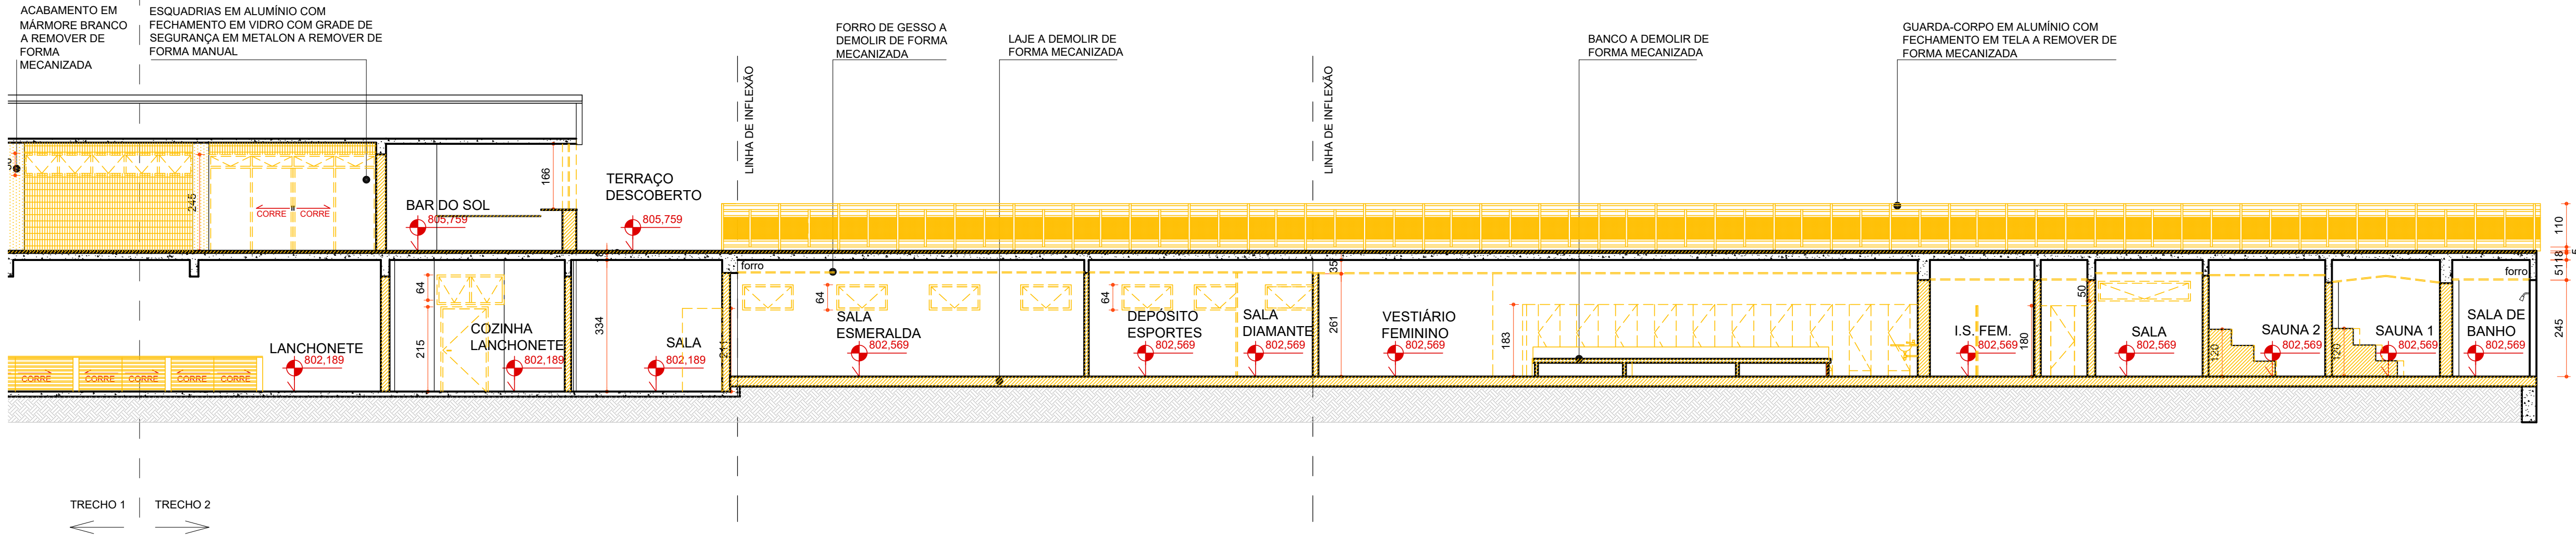 ACABAMENTO EM
MÁRMORE BRANCO
A REMOVER DE
FORMA
MECANIZADA
ESQUADRIAS EM ALUMÍNIO COM
FECHAMENTO EM VIDRO COM GRADE DE
SEGURANÇA EM METALON A REMOVER DE
FORMA MANUAL
FORRO DE GESSO A
DEMOLIR DE FORMA
MECANIZADA
LAJE A DEMOLIR DE
FORMA MECANIZADA
BANCO A DEMOLIR DE
FORMA MECANIZADA
GUARDA-CORPO EM ALUMÍNIO COM
FECHAMENTO EM TELA A REMOVER DE
FORMA MECANIZADA
LINHA DE INFLEXÃO
LINHA DE INFLEXÃO
245
CORRE
CORRE
BAR DO SOL
805,759
166
TERRAÇO
DESCOBERTO
805,759
110
5
18
51
245
forro
35
forro
64
64
64
50
215
334
211
261
183
180
120
120
LANCHONETE
802,189
COZINHA
LANCHONETE
802,189
SALA
802,189
SALA
ESMERALDA
802,569
DEPÓSITO
ESPORTES
802,569
SALA
DIAMANTE
802,569
VESTIÁRIO
FEMININO
802,569
I.S. FEM.
802,569
SALA
802,569
SAUNA 2
802,569
SAUNA 1
802,569
SALA DE
BANHO
802,569
CORRE
CORRE
CORRE
CORRE
CORRE
TRECHO 1
TRECHO 2